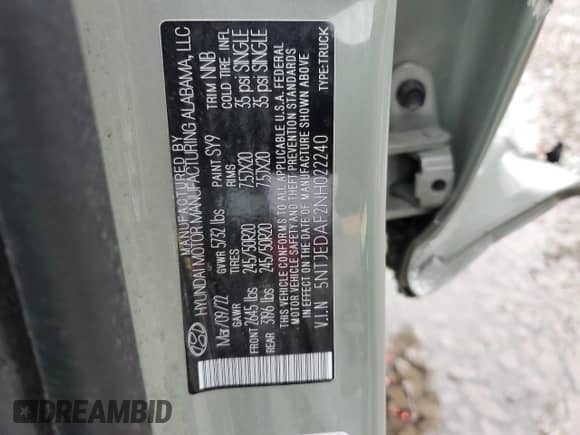 MANUFACTURED BY
HYUNDAI MOTOR MANUFACTURING ALABAMA, LLC
Mar/09/22 GVWR 5732 lbs PAINT SY9 TRIM NNB
GAWR TIRES RIMS COLD TIRE INFL
FRONT 2645 lbs 245/50R20 7.5JX20 35 psi SINGLE
REAR 3196 lbs 245/50R20 7.5JX20 35 psi SINGLE
THIS VEHICLE CONFORMS TO ALL APPLICABLE U.S.A. FEDERAL
MOTOR VEHICLE SAFETY AND THEFT PREVENTION STANDARDS
IN EFFECT ON THE DATE OF MANUFACTURE SHOWN ABOVE.
V.I.N 5NTJEDAF2NH022240 TYPE:TRUCK
DREAMBID